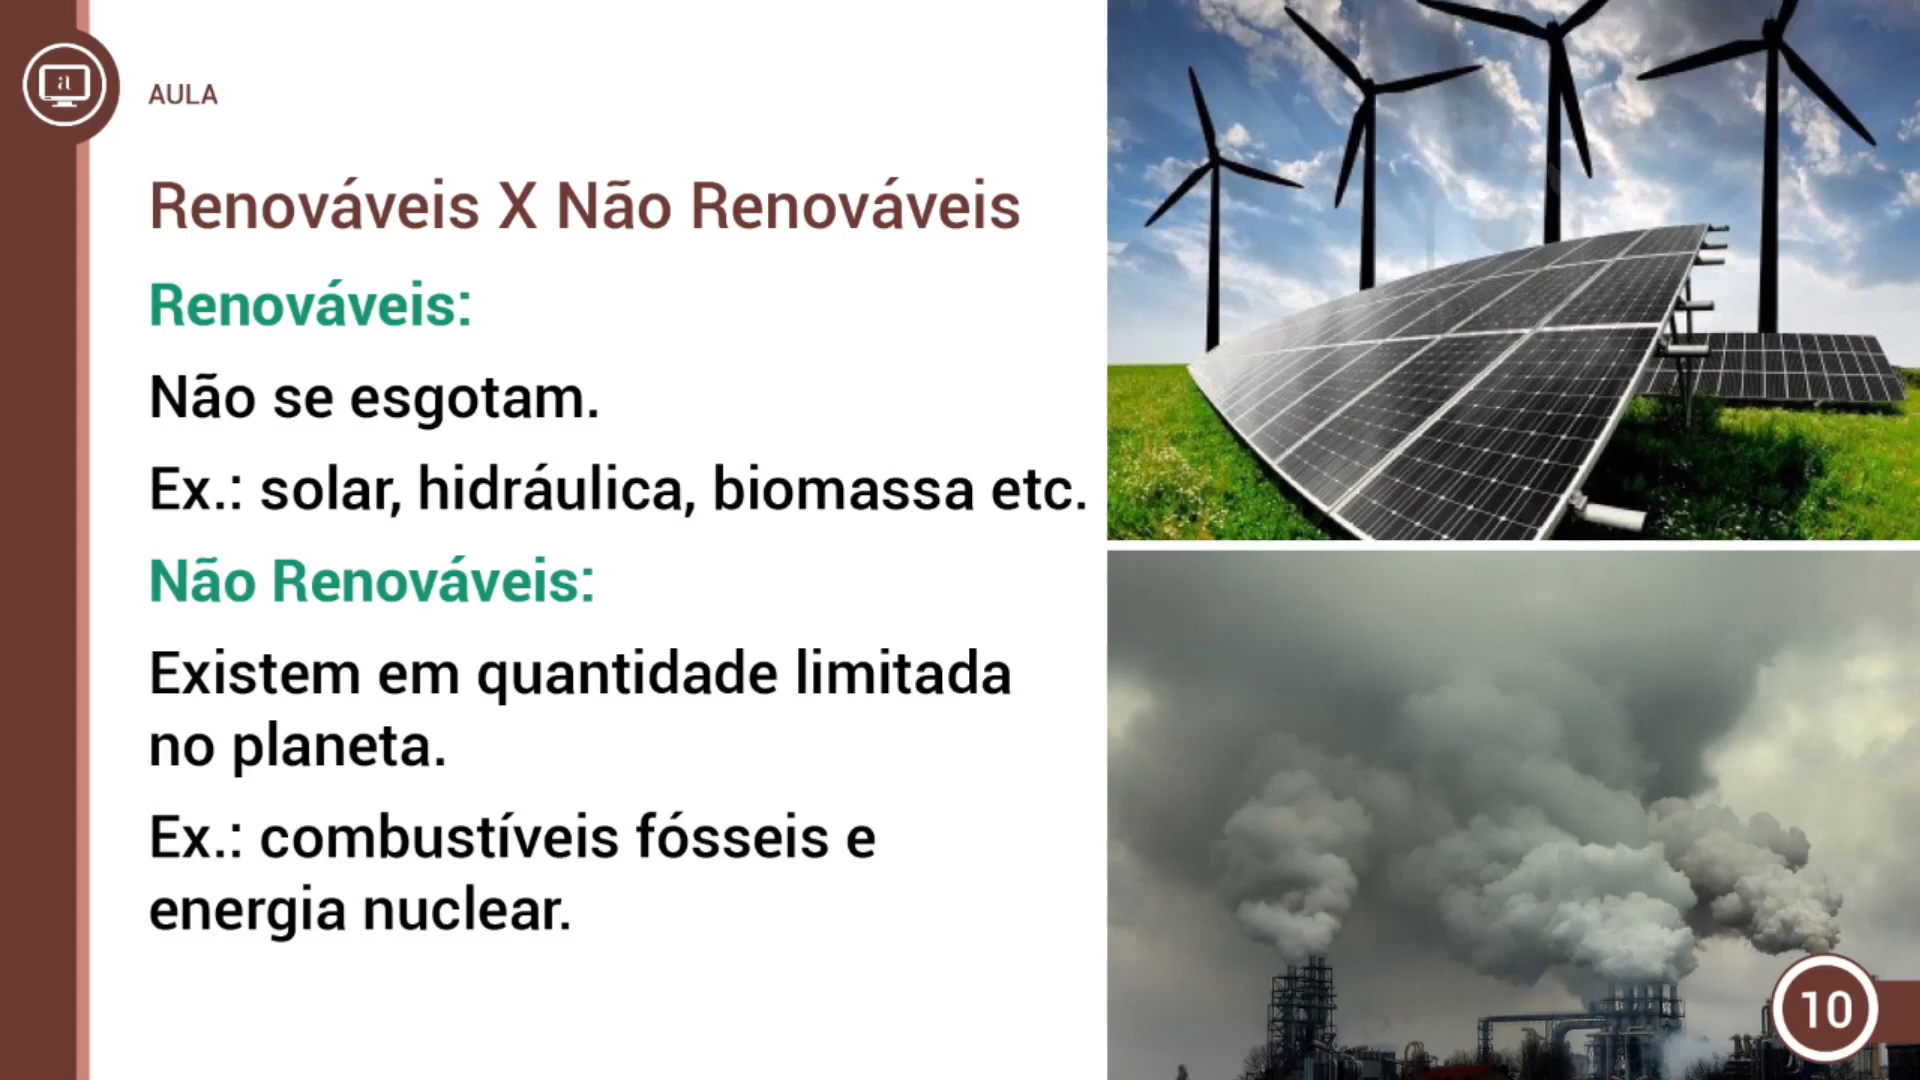 a
AULA
Renováveis X Não Renováveis
Renováveis:
Não se esgotam.
Ex.: solar, hidráulica, biomassa etc.
Não Renováveis:
Existem em quantidade limitada
no planeta.
Ex.: combustíveis fósseis e
energia nuclear.
10